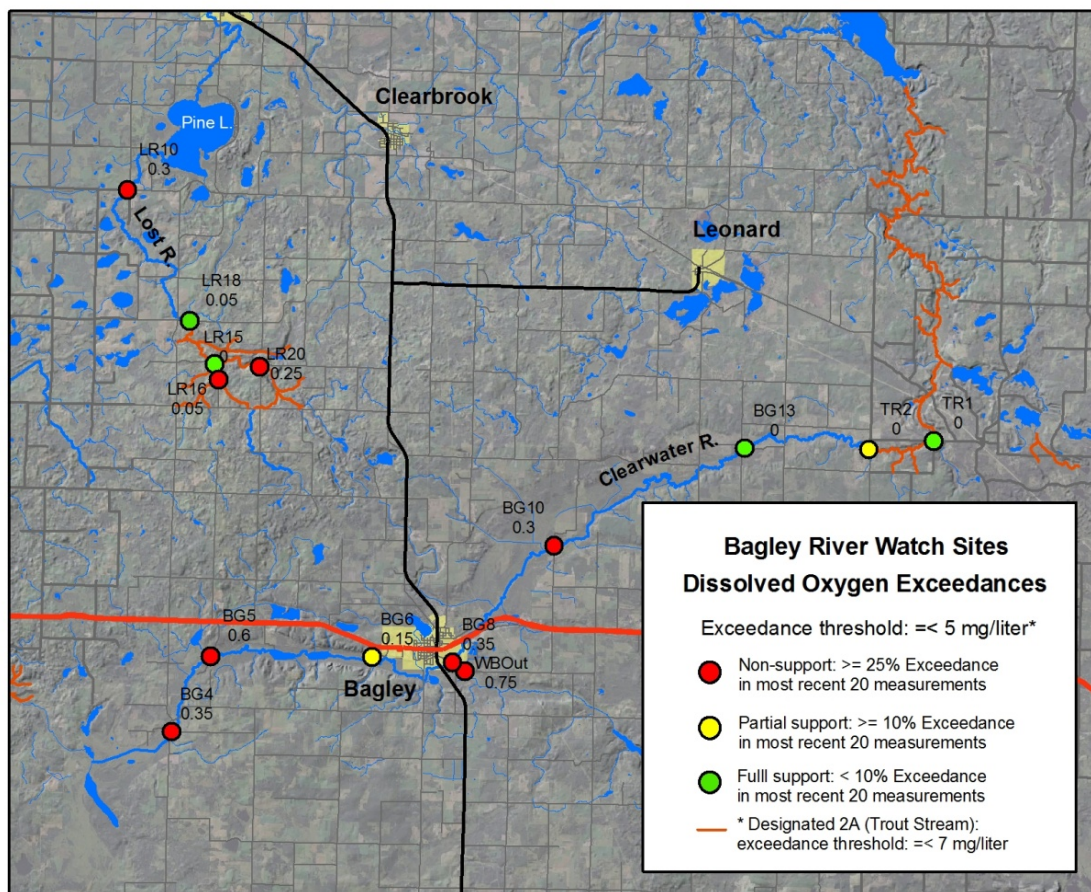 Clearbrook
Pine L.
LR10
0.3
Lost R.
Leonard
LR18
0.05
LR15
0
LR20
0.25
LR16
0.05
BG13
0
TR2
0
TR1
0
Clearwater R.
BG10
0.3
BG5
0.6
BG6
0.15
BG8
0.35
WBOut
0.75
Bagley
BG4
0.35
Bagley River Watch Sites
Dissolved Oxygen Exceedances
Exceedance threshold: =< 5 mg/liter*
Non-support: >= 25% Exceedance
in most recent 20 measurements
Partial support: >= 10% Exceedance
in most recent 20 measurements
Fulll support: < 10% Exceedance
in most recent 20 measurements
* Designated 2A (Trout Stream):
exceedance threshold: =< 7 mg/liter